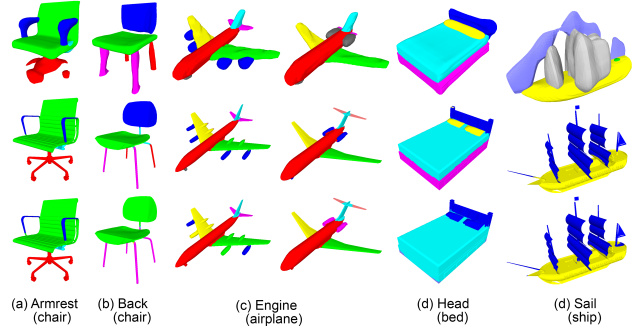 (a) Armrest (b) Back (c) Engine (d) Head (d) Sail
(chair) (chair) (airplane) (bed) (ship)